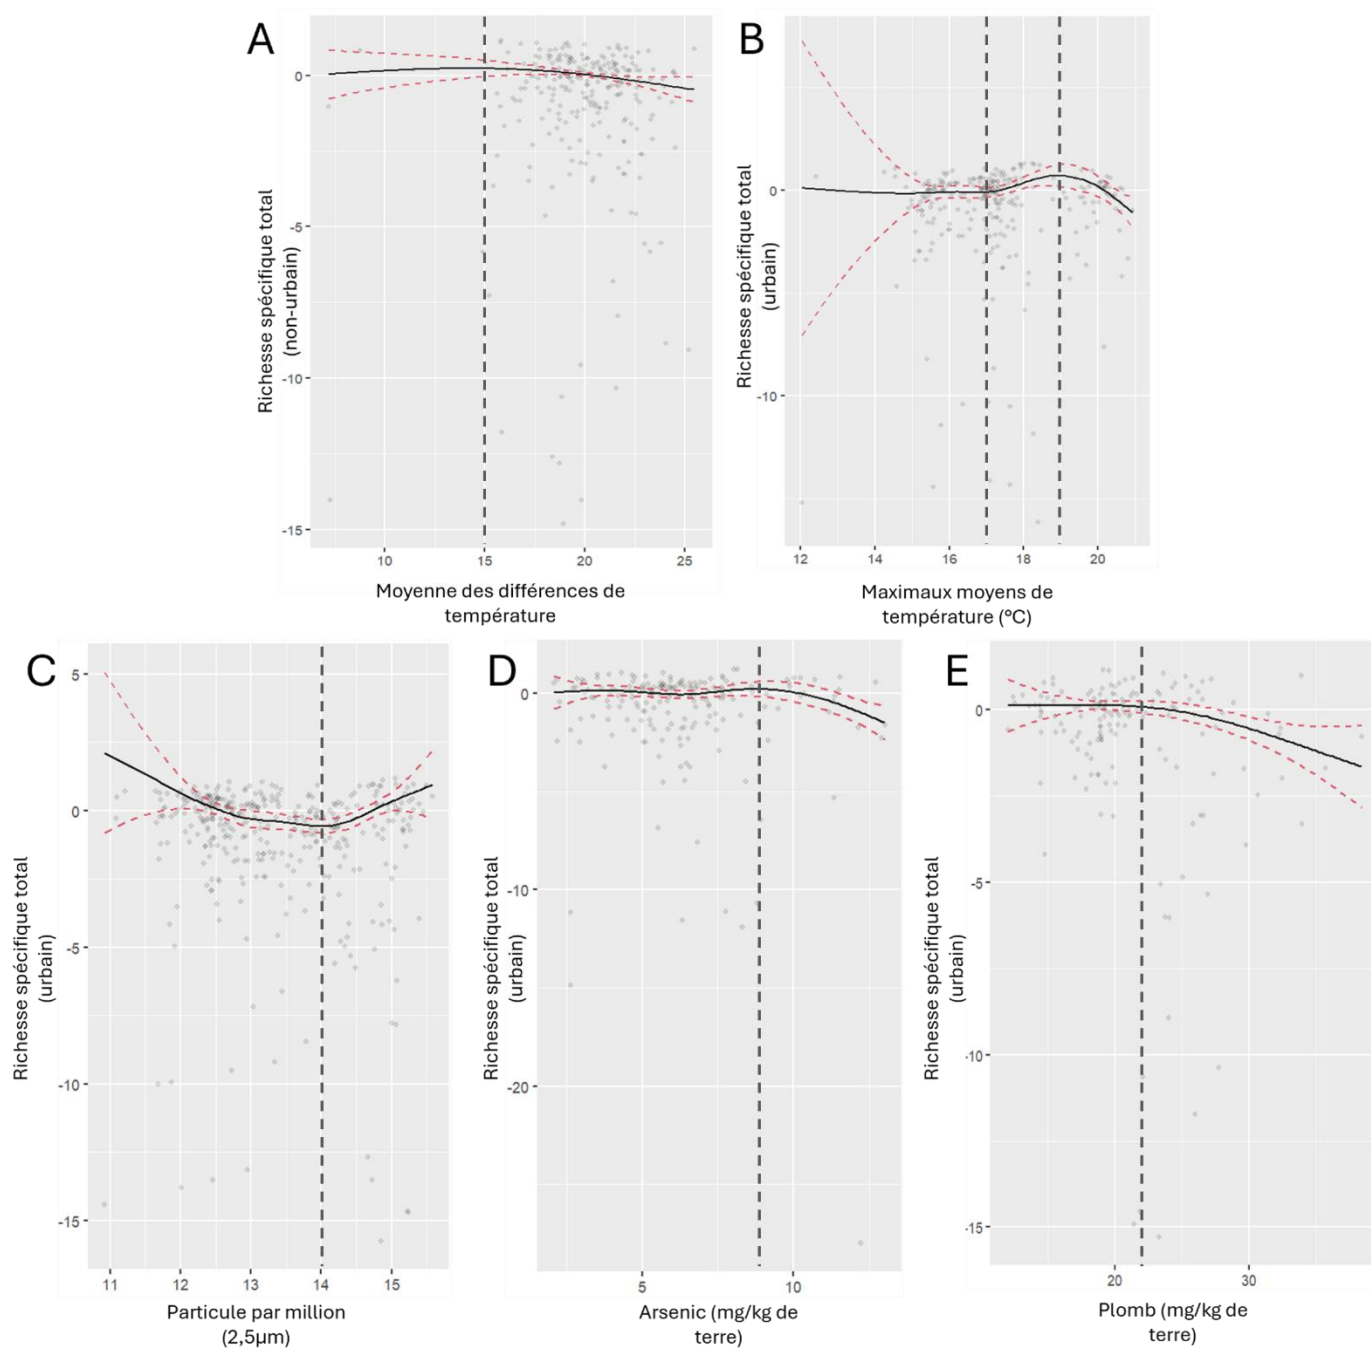 A
0
-5
-10
-15
Richesse spécifique total
(non-urbain)
10
15
20
25
Moyenne des différences de
température
B
0
-10
Richesse spécifique total
(urbain)
12
14
16
18
20
Maximaux moyens de
température (°C)
C
5
0
-5
-10
-15
Richesse spécifique total
(urbain)
11
12
13
14
15
Particule par million
(2,5µm)
D
0
-10
-20
Richesse spécifique total
(urbain)
5
10
Arsenic (mg/kg de
terre)
E
0
-5
-10
-15
Richesse spécifique total
(urbain)
20
30
Plomb (mg/kg de
terre)